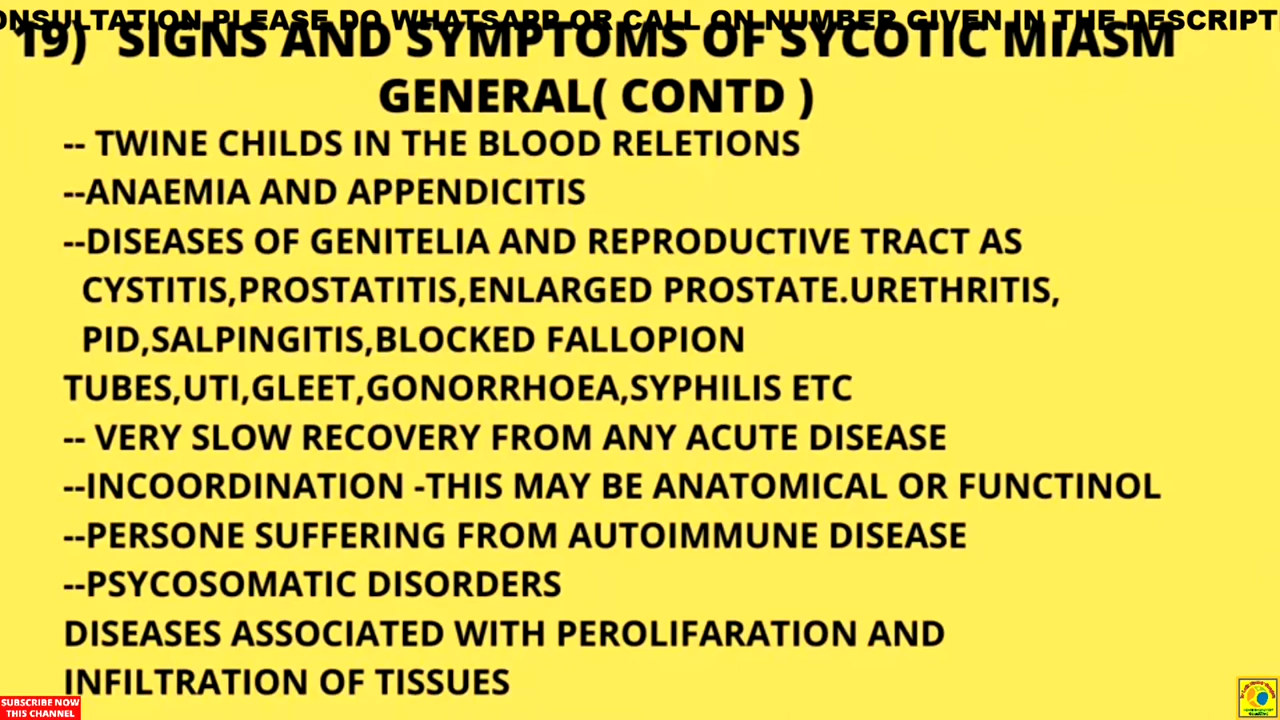 ONSULTATION PLEASE DO WHATSAPP OR CALL ON NUMBER GIVEN IN THE DESCRIPT
19) SIGNS AND SYMPTOMS OF SYCOTIC MIASM
GENERAL( CONTD )
-- TWINE CHILDS IN THE BLOOD RELETIONS
--ANAEMIA AND APPENDICITIS
--DISEASES OF GENITELIA AND REPRODUCTIVE TRACT AS
CYSTITIS,PROSTATITIS,ENLARGED PROSTATE.URETHRITIS,
PID,SALPINGITIS,BLOCKED FALLOPION
TUBES,UTI,GLEET,GONORRHOEA,SYPHILIS ETC
-- VERY SLOW RECOVERY FROM ANY ACUTE DISEASE
--INCOORDINATION -THIS MAY BE ANATOMICAL OR FUNCTINOL
--PERSONE SUFFERING FROM AUTOIMMUNE DISEASE
--PSYCOSOMATIC DISORDERS
DISEASES ASSOCIATED WITH PEROLIFARATION AND
INFILTRATION OF TISSUES
SUBSCRIBE NOW
THIS CHANNEL